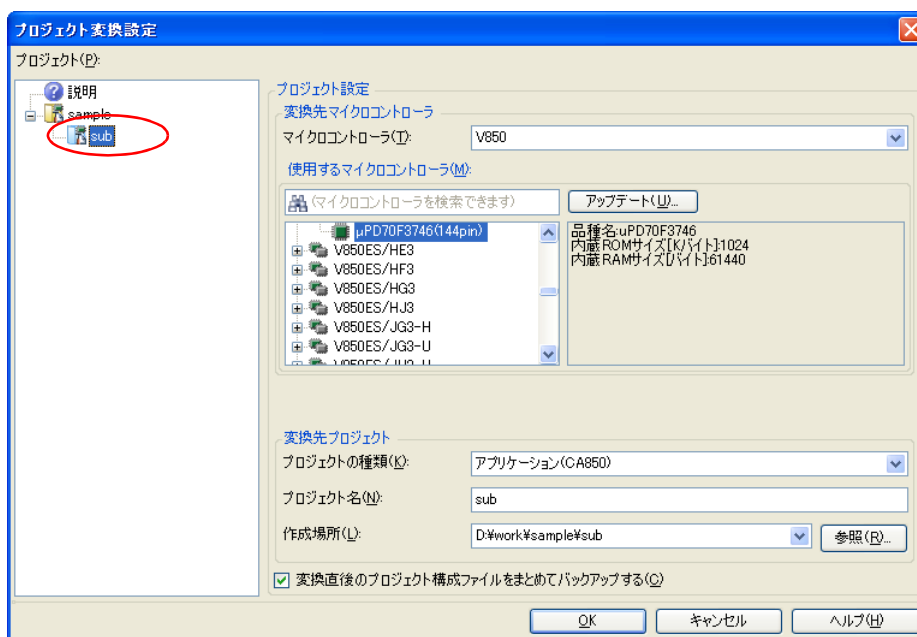 プロジェクト変換設定
プロジェクト(P):
説明
sample
sub
プロジェクト設定
変換先マイクロコントローラ
マイクロコントローラ(T):
V850
使用するマイクロコントローラ(M):
(マイクロコントローラを検索できます)
アップデート(U)...
μPD70F3746(144pin)
V850ES/HE3
V850ES/HF3
V850ES/HG3
V850ES/HJ3
V850ES/JG3-H
V850ES/JG3-U
品種名:uPD70F3746
内蔵ROMサイズ[Kバイト]:1024
内蔵RAMサイズ[バイト]:61440
変換先プロジェクト
プロジェクトの種類(K):
アプリケーション(CA850)
プロジェクト名(N):
sub
作成場所(L):
D:¥work¥sample¥sub
参照(R)...
変換直後のプロジェクト構成ファイルをまとめてバックアップする(C)
OK
キャンセル
ヘルプ(H)